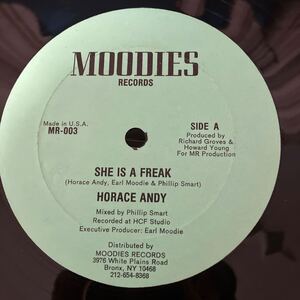 MOODIES
RECORDS
Made in U.S.A.
MR-003
SIDE A
Produced by
Richard Groves &
Howard Young
For MR Production
SHE IS A FREAK
(Horace Andy, Earl Moodie & Phillip Smart)
HORACE ANDY
Mixed by Phillip Smart
Recorded at HCF Studio
Executive Producer: Earl Moodie
Distributed by
MOODIES RECORDS
3976 White Plains Road
Bronx, NY 10468
212-654-8368